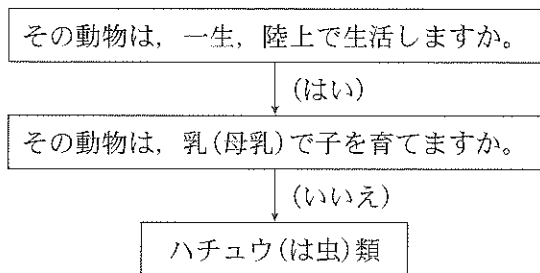 その動物は，一生，陸上で生活しますか。
(はい)
その動物は，乳(母乳)で子を育てますか。
(いいえ)
ハチュウ(は虫)類